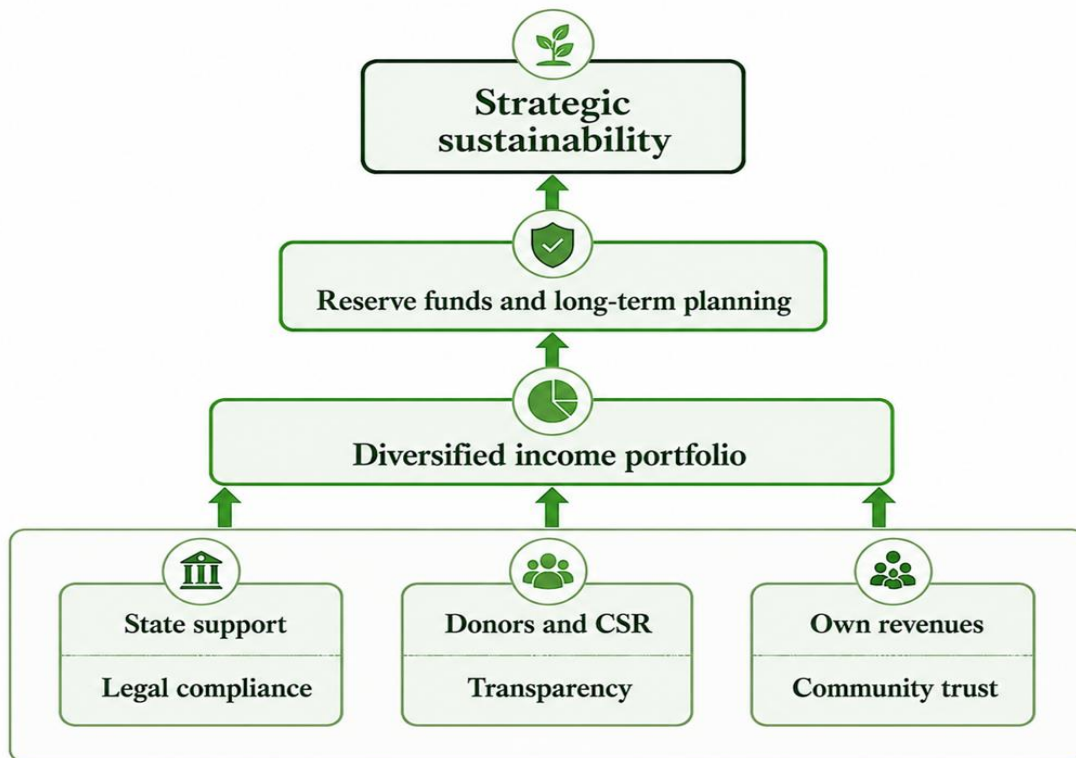 Strategic
sustainability
Reserve funds and long-term planning
Diversified income portfolio
State support
Legal compliance
Donors and CSR
Transparency
Own revenues
Community trust